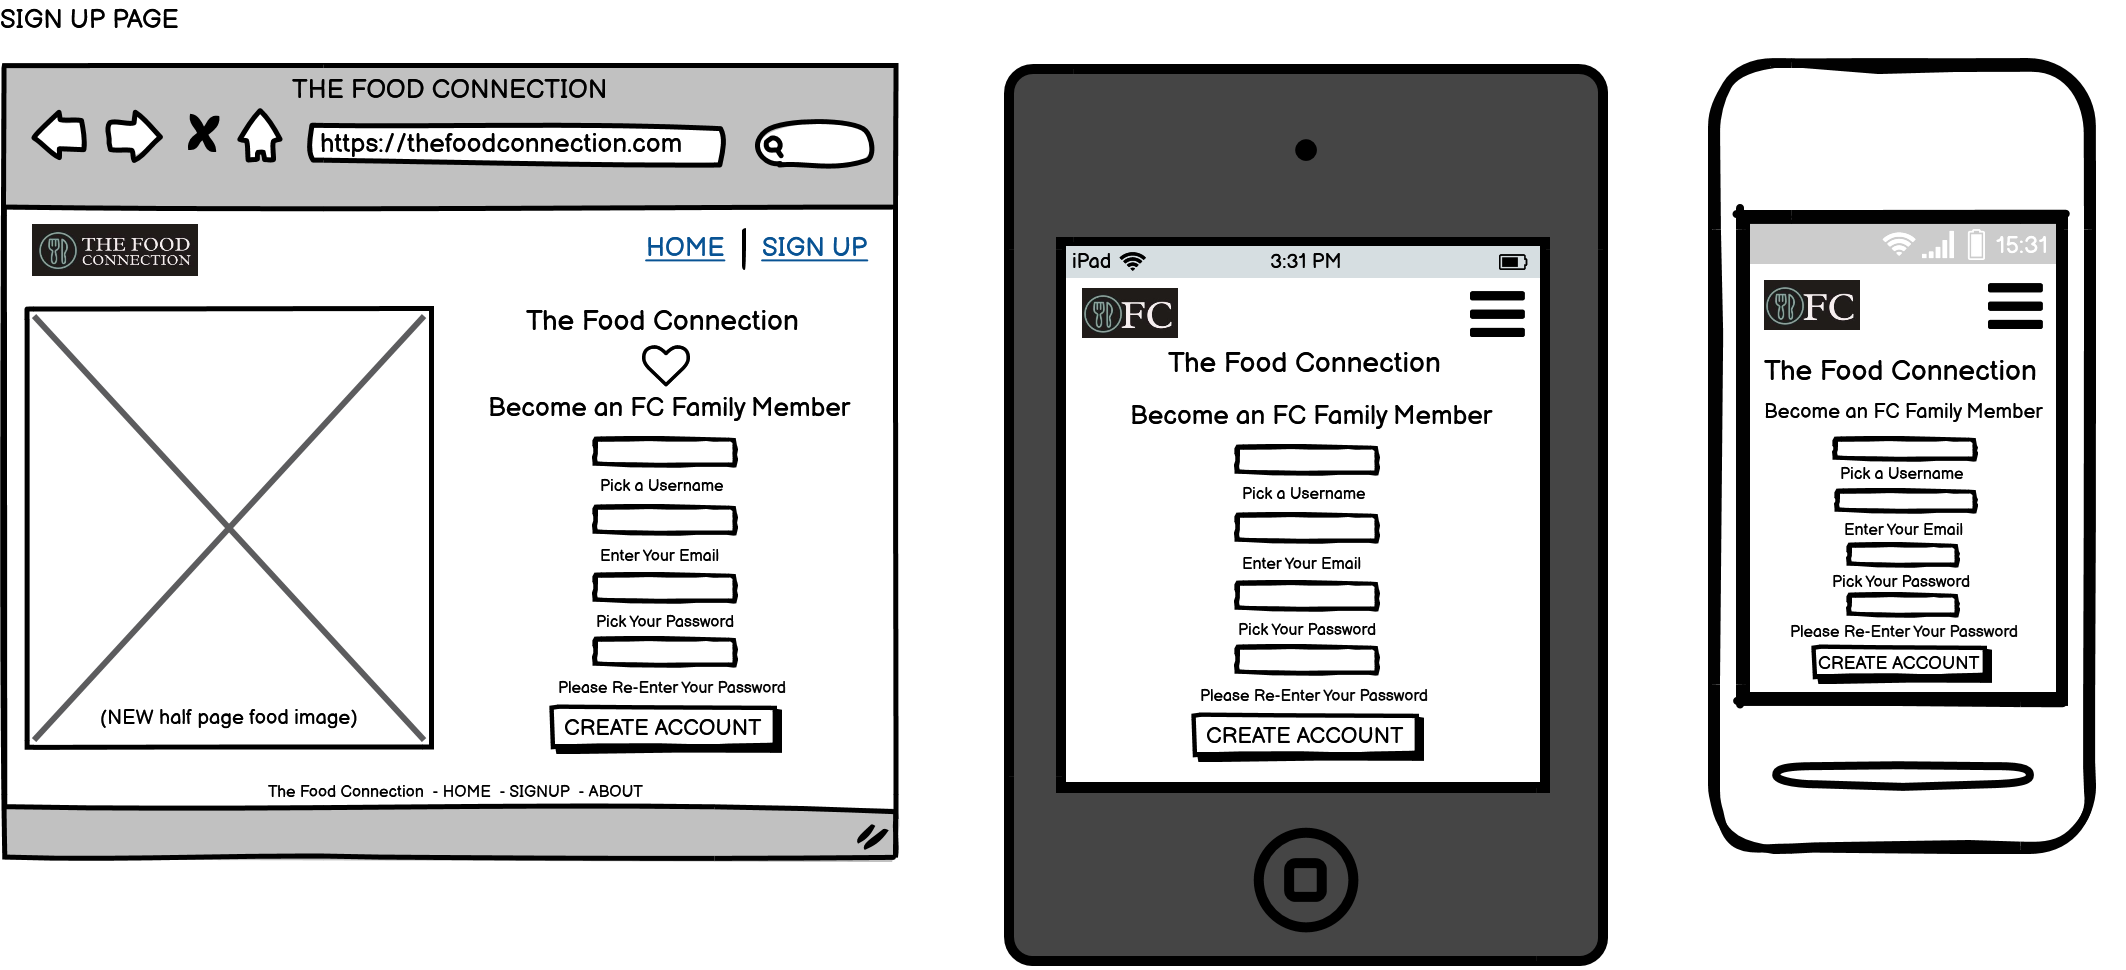 SIGN UP PAGE
THE FOOD CONNECTION
https://thefoodconnection.com
THE FOOD
CONNECTION
HOME | SIGN UP
The Food Connection
Become an FC Family Member
Pick a Username
Enter Your Email
Pick Your Password
Please Re-Enter Your Password
CREATE ACCOUNT
(NEW half page food image)
The Food Connection - HOME - SIGNUP - ABOUT
iPad 3:31 PM
FC
The Food Connection
Become an FC Family Member
Pick a Username
Enter Your Email
Pick Your Password
Please Re-Enter Your Password
CREATE ACCOUNT
15:31
FC
The Food Connection
Become an FC Family Member
Pick a Username
Enter Your Email
Pick Your Password
Please Re-Enter Your Password
CREATE ACCOUNT